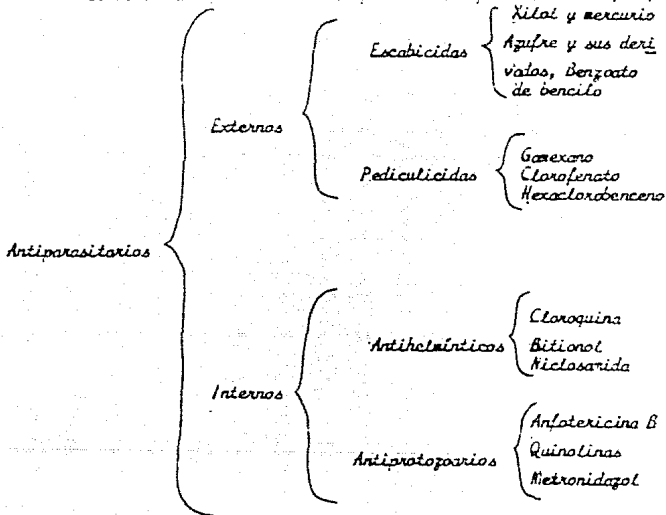 Xilol y mercurio
Escabicidas
Azufre y sus deri
vados, Benzoato
de bencilo
Externos
Pediculicidas
Gamexano
Clorofenato
Hexaclorobenceno
Antiparasitarios
Antihelmínticos
Cloroquina
Bitionol
Niclosamida
Internos
Antiprotozoarios
Anfotericina B
Quinolinas
Metronidazol